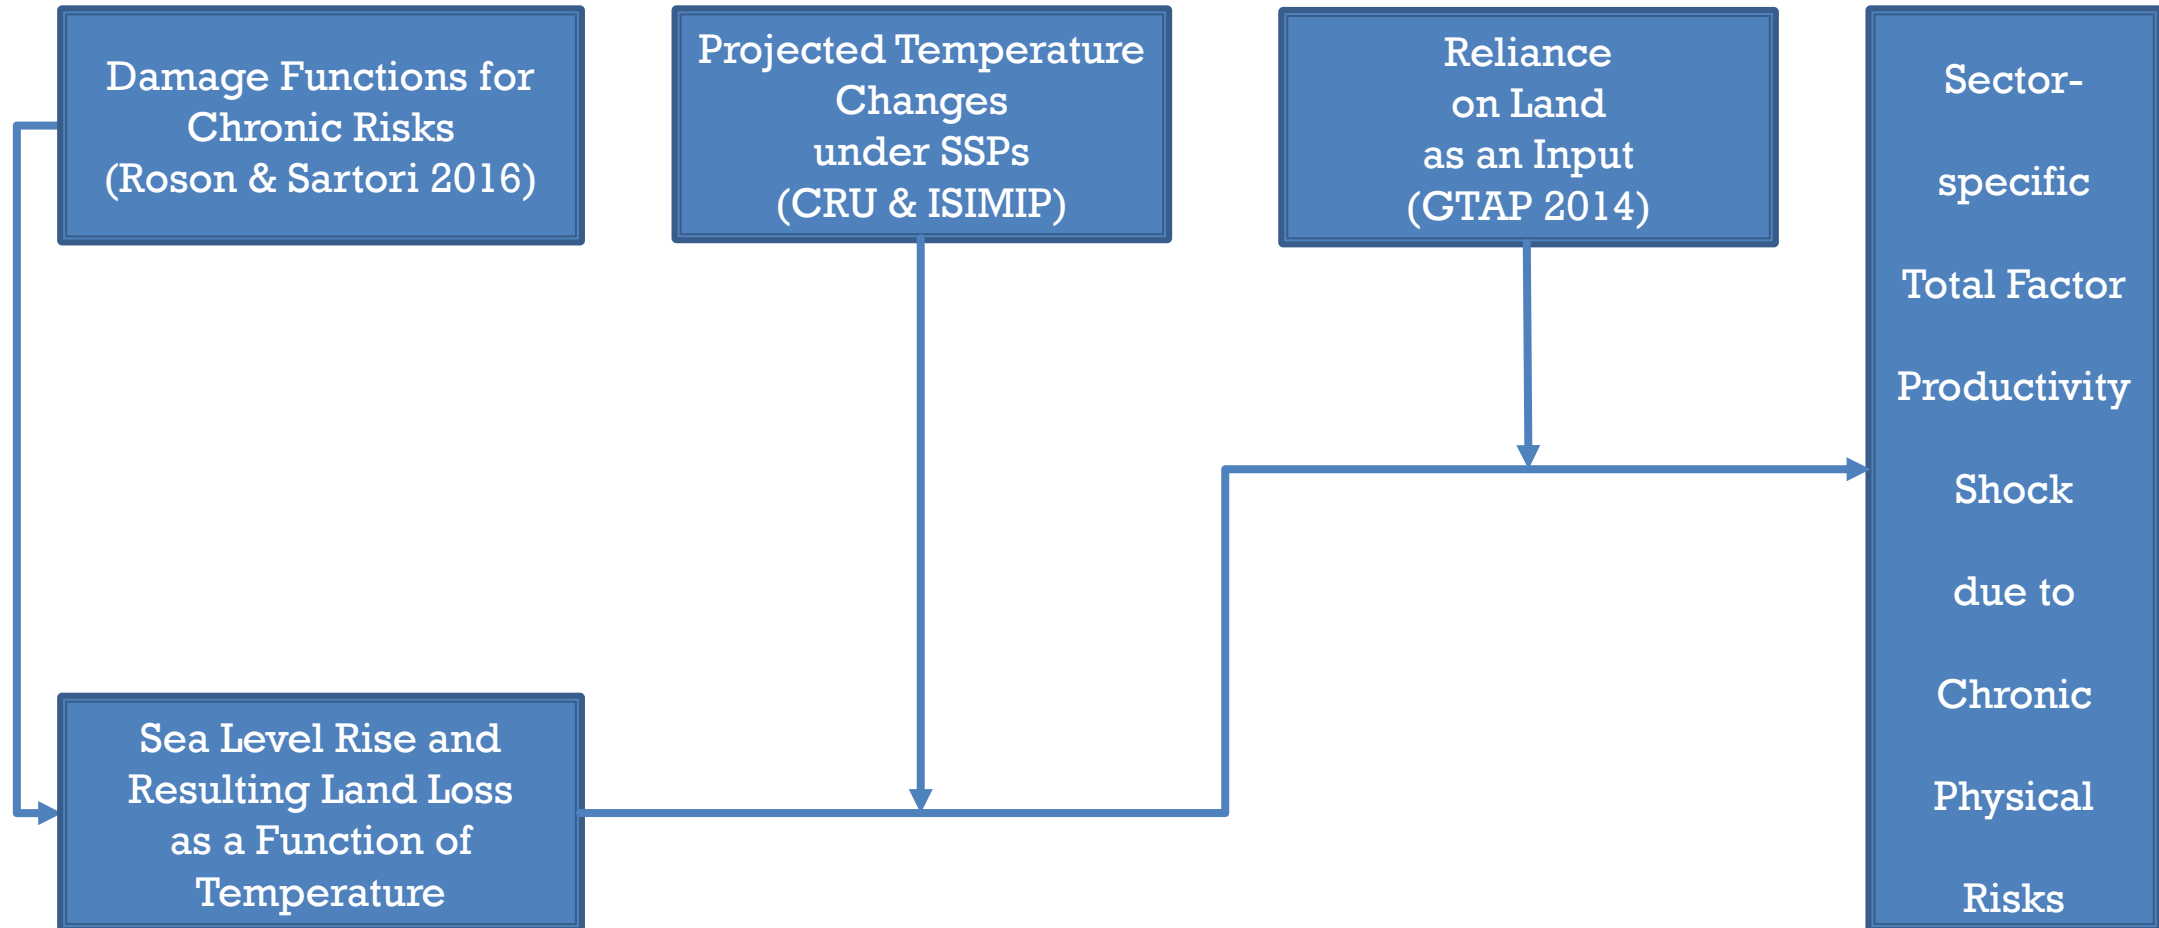 Damage Functions for
Chronic Risks
(Roson & Sartori 2016)
Projected Temperature
Changes
under SSPs
(CRU & ISIMIP)
Reliance
on Land
as an Input
(GTAP 2014)
Sector-
specific
Total Factor
Productivity
Shock
due to
Chronic
Physical
Risks
Sea Level Rise and
Resulting Land Loss
as a Function of
Temperature